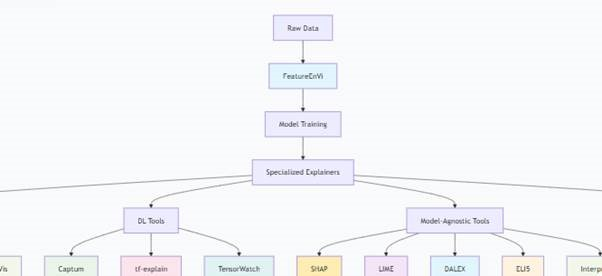 Raw Data
FeatureEnVi
Model Training
Specialized Explainers
DL Tools
Model-Agnostic Tools
Captum
tf-explain
TensorWatch
SHAP
LIME
DALEX
ELI5